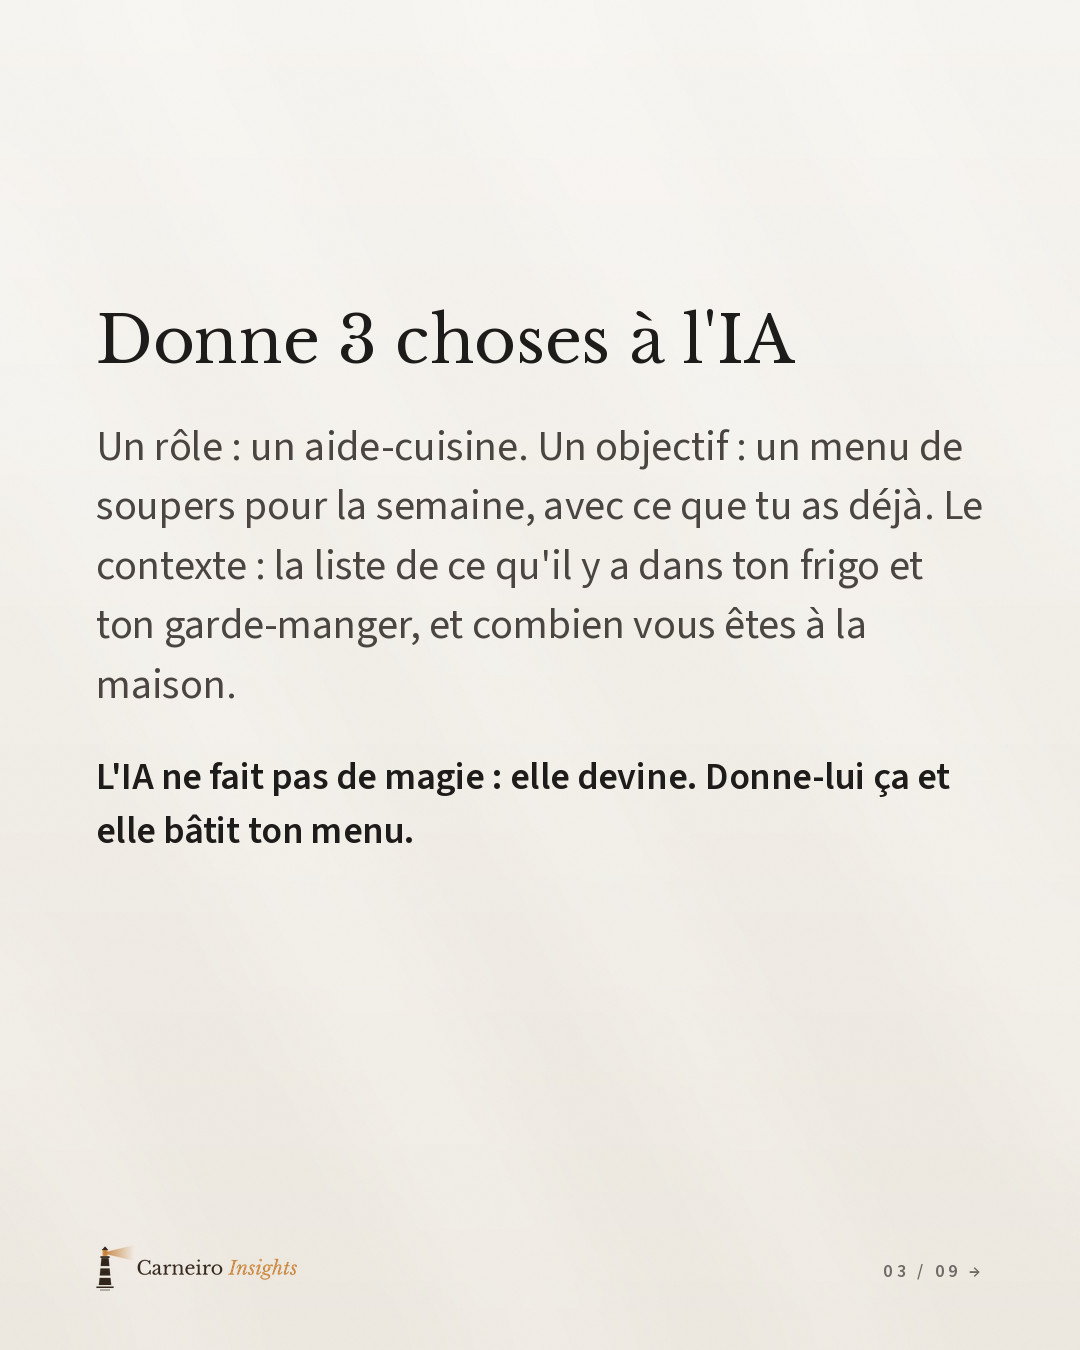 Donne 3 choses à l'IA
Un rôle : un aide-cuisine. Un objectif : un menu de
soupers pour la semaine, avec ce que tu as déjà. Le
contexte : la liste de ce qu'il y a dans ton frigo et
ton garde-manger, et combien vous êtes à la
maison.
L'IA ne fait pas de magie : elle devine. Donne-lui ça et
elle bâtit ton menu.
Carneiro Insights
03 / 09 →